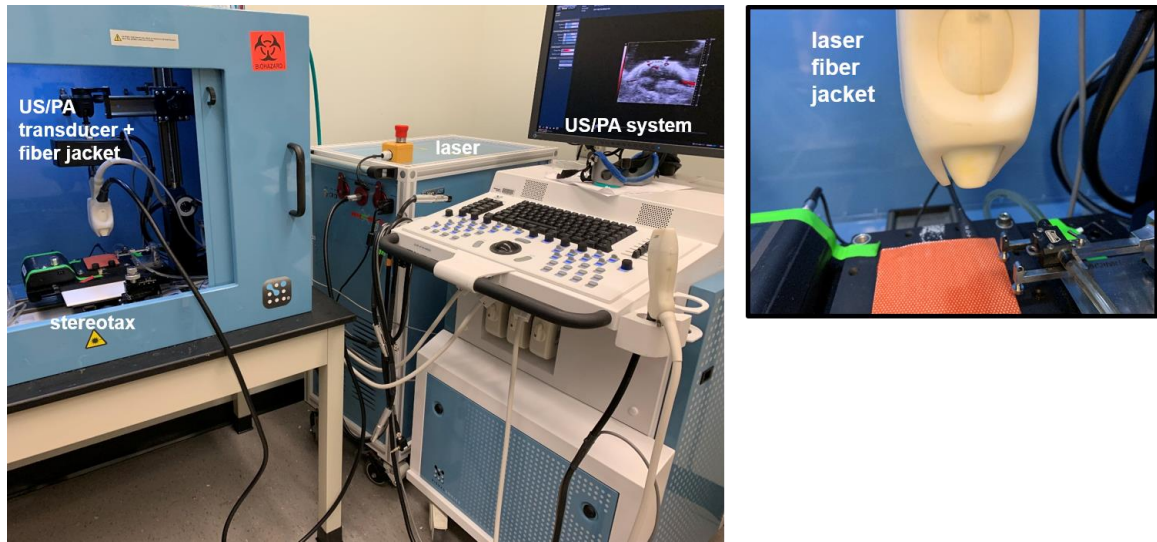 BIOHAZARD
US/PA
transducer +
fiber jacket
US/PA system
laser
stereotax
laser
fiber
jacket